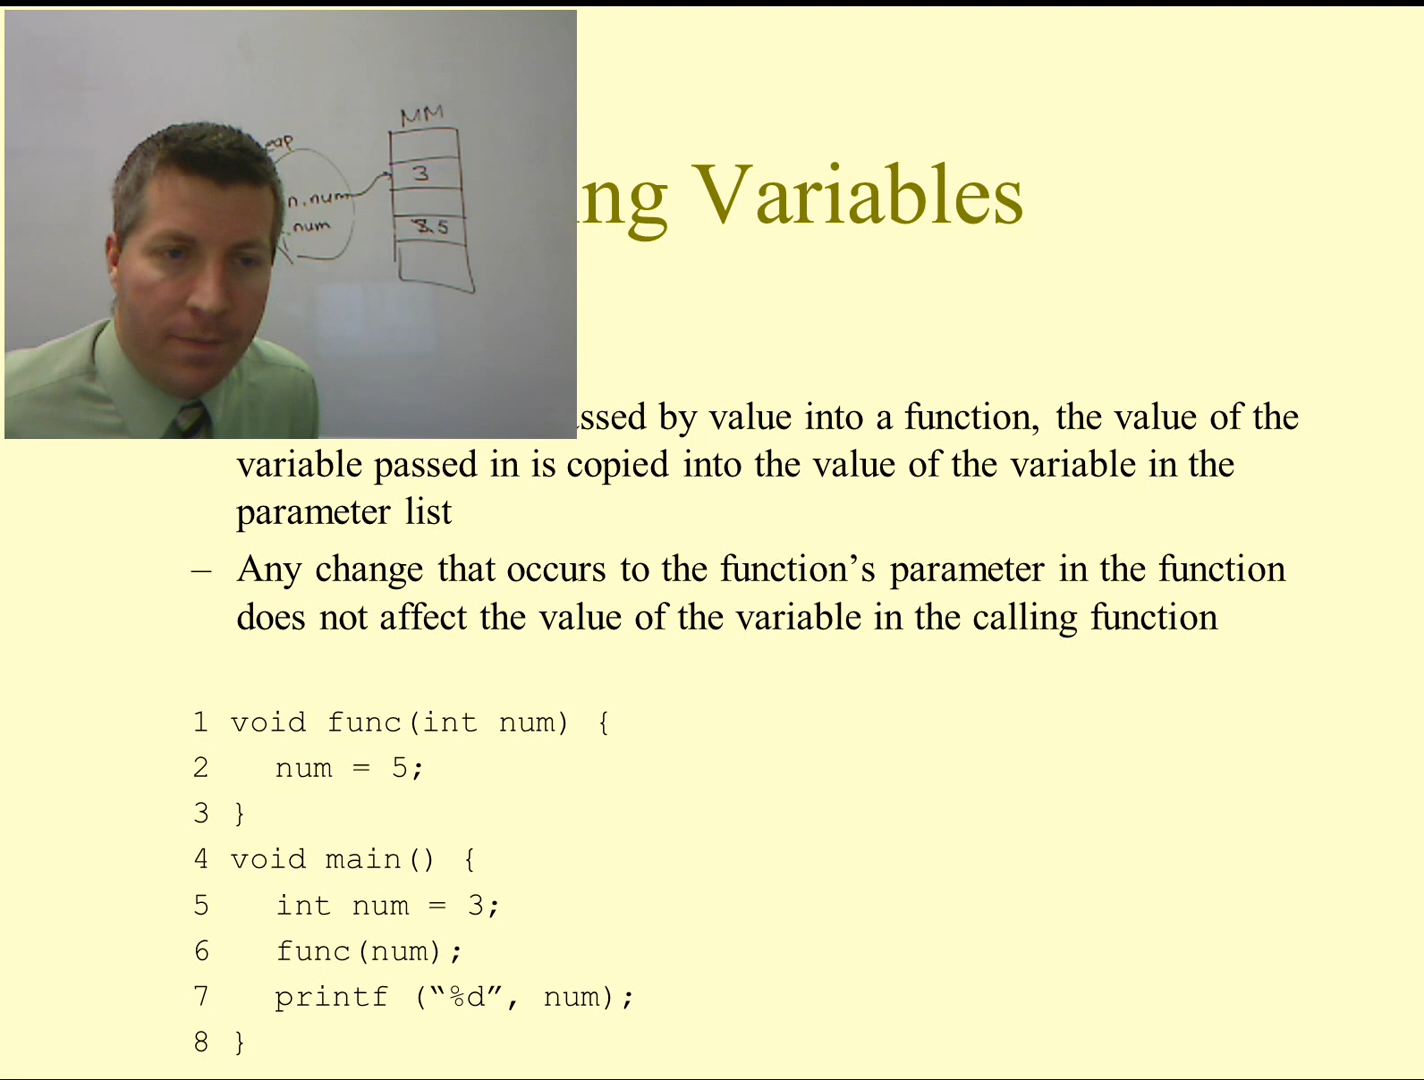 MM
3
n.num
num
5
ing Variables
ssed by value into a function, the value of the
variable passed in is copied into the value of the variable in the
parameter list
– Any change that occurs to the function’s parameter in the function
does not affect the value of the variable in the calling function
1 void func(int num) {
2 num = 5;
3 }
4 void main() {
5 int num = 3;
6 func(num);
7 printf (“%d”, num);
8 }